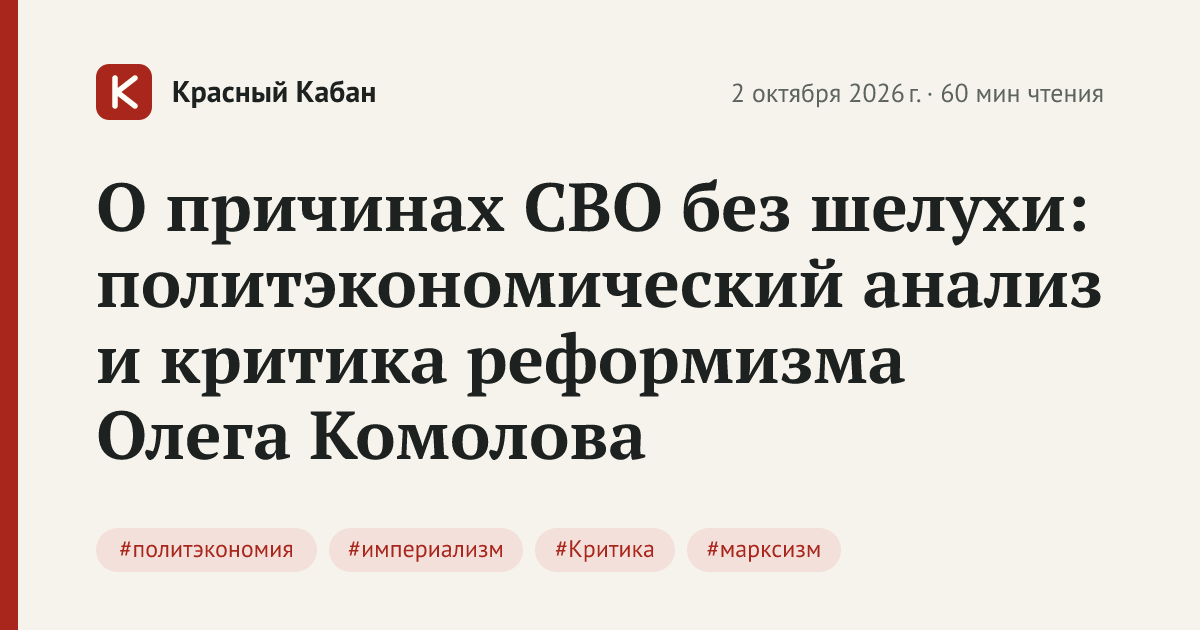 Красный Кабан
2 октября 2026 г. · 60 мин чтения
О причинах СВО без шелухи:
политэкономический анализ
и критика реформизма
Олега Комолова
#политэкономия #империализм #Критика #марксизм